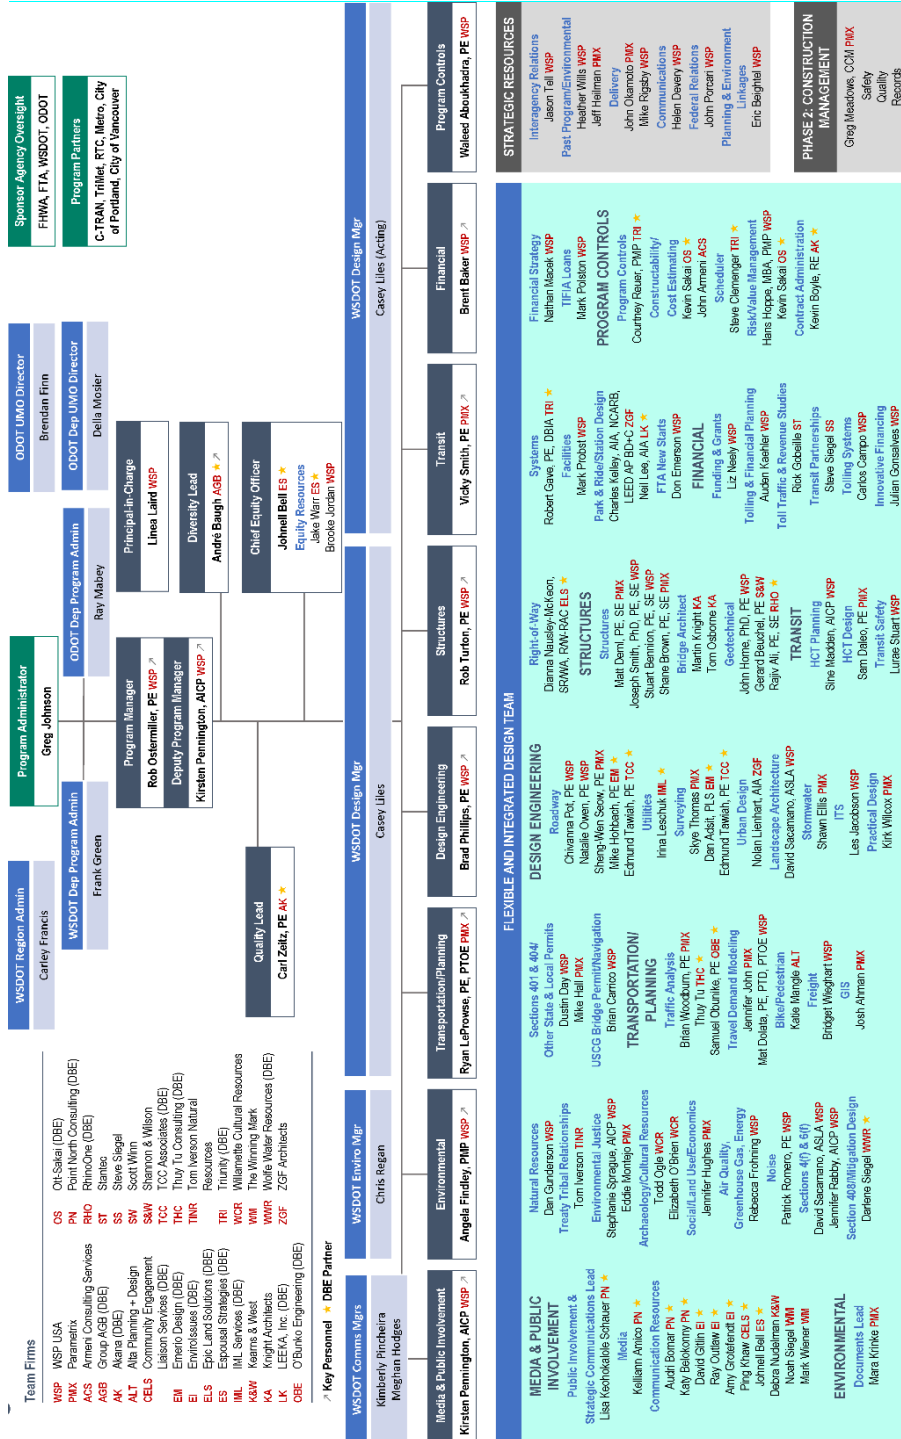 Team Firms
WSP WSP USA
PMX Parametrix
ACS Armeni Consulting Services
AGB Group AGB (DBE)
AK Akana (DBE)
ALT Alta Planning + Design
CELS Community Engagement
Liaison Services (DBE)
EM Emerio Design (DBE)
EI EnviroIssues (DBE)
ELS Epic Land Solutions (DBE)
ES Espousal Strategies (DBE)
IML IML Services (DBE)
K&W Kearns & West
KA Knight Architects
LK LEEKA, Inc. (DBE)
OBE O'Bunko Engineering (DBE)
OS Ott-Sakai (DBE)
PN Point North Consulting (DBE)
RHO RhinoOne (DBE)
ST Stantec
SS Steve Siegel
SW Scott Winn
S&W Shannon & Wilson
TCC TCC Associates (DBE)
THC Thuy Tu Consulting (DBE)
TINR Tom Iverson Natural
Resources
TRI Triunity (DBE)
WCR Willamette Cultural Resources
WM The Winning Mark
WWR Wolfe Water Resources (DBE)
ZGF ZGF Architects
↗ Key Personnel ★ DBE Partner
WSDOT Region Admin
Carley Francis
WSDOT Dep Program Admin
Frank Green
Program Administrator
Greg Johnson
ODOT Dep Program Admin
Ray Mabey
ODOT UMO Director
Brendan Finn
ODOT Dep UMO Director
Della Mosier
Sponsor Agency Oversight
FHWA, FTA, WSDOT, ODOT
Program Partners
C-TRAN, TriMet, RTC, Metro, City
of Portland, City of Vancouver
Program Manager
Rob Ostermiller, PE WSP ↗
Deputy Program Manager
Kirsten Pennington, AICP WSP ↗
Principal-in-Charge
Linea Laird WSP
Diversity Lead
André Baugh AGB ★ ↗
Quality Lead
Carl Zeitz, PE AK ★
Chief Equity Officer
Johnell Bell ES ★
Equity Resources
Jake Warr ES ★
Brooke Jordan WSP
WSDOT Comms Mgrs
Kimberly Pincheira
Meghan Hodges
WSDOT Enviro Mgr
Chris Regan
WSDOT Design Mgr
Casey Liles
WSDOT Design Mgr
Casey Liles (Acting)
Media & Public Involvement
Kirsten Pennington, AICP WSP ↗
Environmental
Angela Findley, PMP WSP ↗
Transportation/Planning
Ryan LeProwse, PE, PTOE PMX ↗
Design Engineering
Brad Phillips, PE WSP ↗
Structures
Rob Turton, PE WSP ↗
Transit
Vicky Smith, PE PMX ↗
Financial
Brent Baker WSP ↗
Program Controls
Waleed Aboukhadra, PE WSP
FLEXIBLE AND INTEGRATED DESIGN TEAM
MEDIA & PUBLIC
INVOLVEMENT
Public Involvement &
Strategic Communications Lead
Lisa Keohokalole Schauer PN ★
Media
Kelliann Amico PN ★
Communication Resources
Audri Bomar PN ★
Katy Belokonny PN ★
David Gitlin EI ★
Ray Outlaw EI ★
Amy Grotefendt EI ★
Ping Khaw CELS ★
Johnell Bell ES ★
Debra Nudelman K&W
Noah Siegel WM
Mark Wiener WM
ENVIRONMENTAL
Documents Lead
Mara Krinke PMX
Natural Resources
Dan Gunderson WSP
Treaty Tribal Relationships
Tom Iverson TINR
Environmental Justice
Stephanie Sprague, AICP WSP
Eddie Montejo PMX
Archaeology/Cultural Resources
Todd Ogle WCR
Elizabeth O'Brien WCR
Social/Land Use/Economics
Jennifer Hughes PMX
Air Quality,
Greenhouse Gas, Energy
Rebecca Frohning WSP
Noise
Patrick Romero, PE WSP
Sections 4(f) & 6(f)
David Sacamano, ASLA WSP
Jennifer Rabby, AICP WSP
Section 408/Mitigation Design
Darlene Siegel WWR ★
Sections 401 & 404/
Other State & Local Permits
Dustin Day WSP
Mike Hall PMX
USCG Bridge Permit/Navigation
Brian Carrico WSP
TRANSPORTATION/
PLANNING
Traffic Analysis
Brian Woodburn, PE PMX
Thuy Tu THC ★
Samuel Obunike, PE OBE ★
Travel Demand Modeling
Jennifer John PMX
Mat Dolata, PE, PTD, PTOE WSP
Bike/Pedestrian
Katie Mangle ALT
Freight
Bridget Wieghart WSP
GIS
Josh Ahman PMX
DESIGN ENGINEERING
Roadway
Chivanna Pot, PE WSP
Natalie Owen, PE WSP
Sheng-Wen Seow, PE PMX
Mike Hohbach, PE EM ★
Edmund Tawiah, PE TCC ★
Utilities
Irina Leschuk IML ★
Surveying
Skye Thomas PMX
Dan Adsit, PLS EM ★
Edmund Tawiah, PE TCC ★
Urban Design
Nolan Lienhart, AIA ZGF
Landscape Architecture
David Sacamano, ASLA WSP
Stormwater
Shawn Ellis PMX
ITS
Les Jacobson WSP
Practical Design
Kirk Wilcox PMX
Right-of-Way
Dianna Nausley-McKeon,
SR/WA, RW-RAC ELS ★
STRUCTURES
Structures
Matt Deml, PE, SE PMX
Joseph Smith, PhD, PE, SE WSP
Stuart Bennion, PE, SE WSP
Shane Brown, PE, SE PMX
Bridge Architect
Martin Knight KA
Tom Osborne KA
Geotechnical
John Horne, PhD, PE WSP
Gerard Beuchel, PE S&W
Rajiv Ali, PE, SE RHO ★
TRANSIT
HCT Planning
Sine Madden, AICP WSP
HCT Design
Sam Daleo, PE PMX
Transit Safety
Lurae Stuart WSP
Systems
Robert Gave, PE, DBIA TRI ★
Facilities
Mark Probst WSP
Park & Ride/Station Design
Charles Kelley, AIA, NCARB,
LEED AP BD+C ZGF
Neil Lee, AIA LK ★
FTA New Starts
Don Emerson WSP
FINANCIAL
Funding & Grants
Liz Neely WSP
Tolling & Financial Planning
Auden Kaehler WSP
Toll Traffic & Revenue Studies
Rick Gobeille ST
Transit Partnerships
Steve Siegel SS
Tolling Systems
Carlos Campo WSP
Innovative Financing
Julian Gonsalves WSP
Financial Strategy
Nathan Macek WSP
TIFIA Loans
Mark Polston WSP
PROGRAM CONTROLS
Program Controls
Courtney Reuer, PMP TRI ★
Constructability/
Cost Estimating
Kevin Sakai OS ★
John Armeni ACS
Scheduler
Steve Clemenger TRI ★
Risk/Value Management
Hans Hoppe, MBA, PMP WSP
Kevin Sakai OS ★
Contract Administration
Kevin Boyle, RE AK ★
STRATEGIC RESOURCES
Interagency Relations
Jason Tell WSP
Past Program/Environmental
Heather Wills WSP
Jeff Heilman PMX
Delivery
John Okamoto PMX
Mike Rigsby WSP
Communications
Helen Devery WSP
Federal Relations
John Porcari WSP
Planning & Environment
Linkages
Eric Beightel WSP
PHASE 2: CONSTRUCTION
MANAGEMENT
Greg Meadows, CCM PMX
Safety
Quality
Records